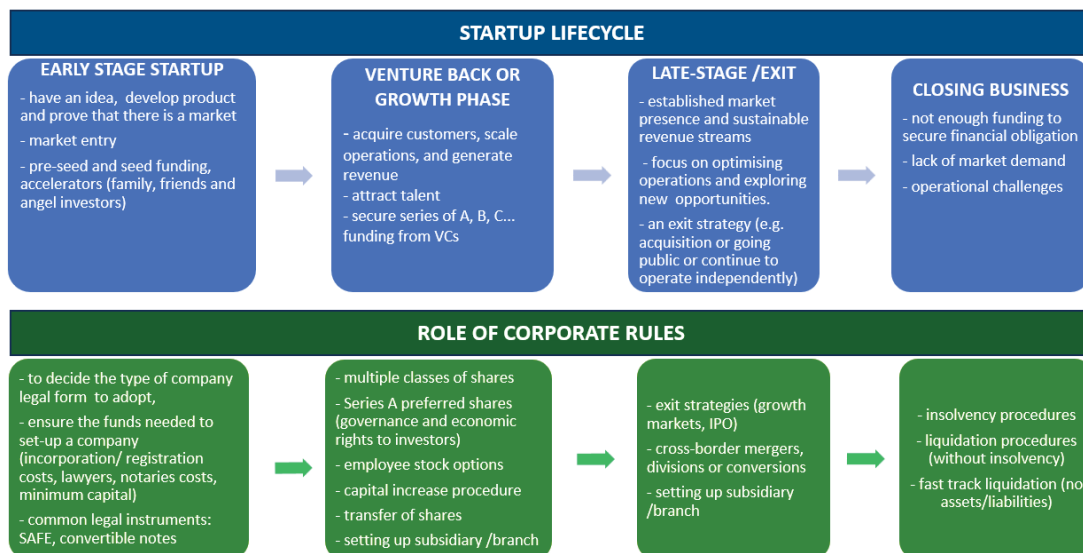 STARTUP LIFECYCLE
EARLY STAGE STARTUP
- have an idea, develop product
and prove that there is a market
- market entry
- pre-seed and seed funding,
accelerators (family, friends and
angel investors)
VENTURE BACK OR
GROWTH PHASE
- acquire customers, scale
operations, and generate
revenue
- attract talent
- secure series of A, B, C...
funding from VCs
LATE-STAGE /EXIT
- established market
presence and sustainable
revenue streams
- focus on optimising
operations and exploring
new opportunities.
- an exit strategy (e.g.
acquisition or going
public or continue to
operate independently)
CLOSING BUSINESS
- not enough funding to
secure financial obligation
- lack of market demand
- operational challenges
ROLE OF CORPORATE RULES
- to decide the type of company
legal form to adopt,
- ensure the funds needed to
set-up a company
(incorporation/ registration
costs, lawyers, notaries costs,
minimum capital)
- common legal instruments:
SAFE, convertible notes
- multiple classes of shares
- Series A preferred shares
(governance and economic
rights to investors)
- employee stock options
- capital increase procedure
- transfer of shares
- setting up subsidiary /branch
- exit strategies (growth
markets, IPO)
- cross-border mergers,
divisions or conversions
- setting up subsidiary
/branch
- insolvency procedures
- liquidation procedures
(without insolvency)
- fast track liquidation (no
assets/liabilities)